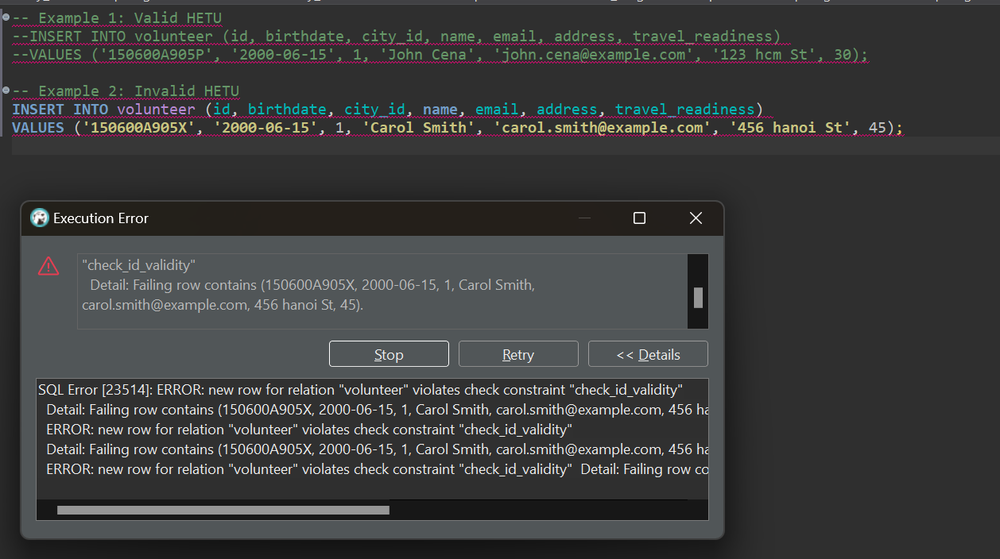 -- Example 1: Valid HETU
--INSERT INTO volunteer (id, birthdate, city_id, name, email, address, travel_readiness)
--VALUES ('150600A905P', '2000-06-15', 1, 'John Cena', 'john.cena@example.com', '123 hcm St', 30);
-- Example 2: Invalid HETU
INSERT INTO volunteer (id, birthdate, city_id, name, email, address, travel_readiness)
VALUES ('150600A905X', '2000-06-15', 1, 'Carol Smith', 'carol.smith@example.com', '456 hanoi St', 45);
Execution Error
"check_id_validity"
Detail: Failing row contains (150600A905X, 2000-06-15, 1, Carol Smith,
carol.smith@example.com, 456 hanoi St, 45).
Stop Retry << Details
SQL Error [23514]: ERROR: new row for relation "volunteer" violates check constraint "check_id_validity"
Detail: Failing row contains (150600A905X, 2000-06-15, 1, Carol Smith, carol.smith@example.com, 456 ha
ERROR: new row for relation "volunteer" violates check constraint "check_id_validity"
Detail: Failing row contains (150600A905X, 2000-06-15, 1, Carol Smith, carol.smith@example.com, 456 ha
ERROR: new row for relation "volunteer" violates check constraint "check_id_validity" Detail: Failing row co